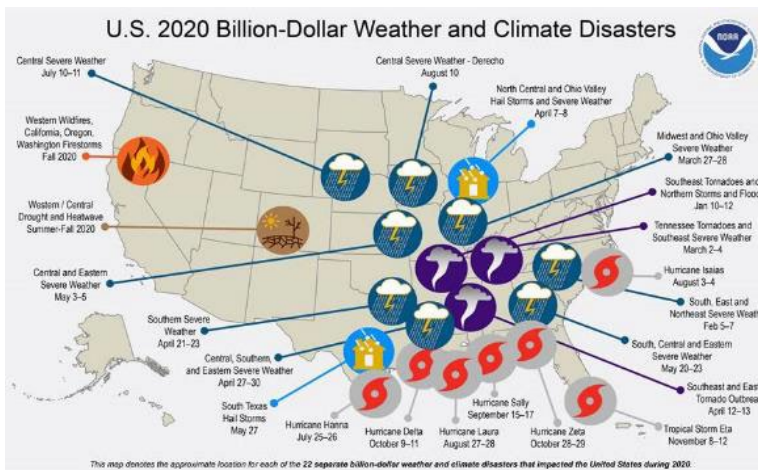 U.S. 2020 Billion-Dollar Weather and Climate Disasters
NOAA
Central Severe Weather
July 10–11
Central Severe Weather - Derecho
August 10
North Central and Ohio Valley
Hail Storms and Severe Weather
April 7–8
Western Wildfires,
California, Oregon,
Washington Firestorms
Fall 2020
Midwest and Ohio Valley
Severe Weather
March 27–28
Southeast Tornadoes and
Northern Storms and Flood
Jan 10–12
Western / Central
Drought and Heatwave
Summer-Fall 2020
Tennessee Tornadoes and
Southeast Severe Weather
March 2–4
Hurricane Isaias
August 3–4
Central and Eastern
Severe Weather
May 3–5
South, East and
Northeast Severe Weath
Feb 5–7
Southern Severe
Weather
April 21–23
South, Central and Eastern
Severe Weather
May 20–23
Central, Southern,
and Eastern Severe Weather
April 27–30
Southeast and East
Tornado Outbrea
April 12–13
South Texas
Hail Storms
May 27
Hurricane Hanna
July 25–26
Hurricane Delta
October 9–11
Hurricane Laura
August 27–28
Hurricane Sally
September 15–17
Hurricane Zeta
October 28–29
Tropical Storm Eta
November 8–12
This map denotes the approximate location for each of the 22 separate billion-dollar weather and climate disasters that impacted the United States during 2020.